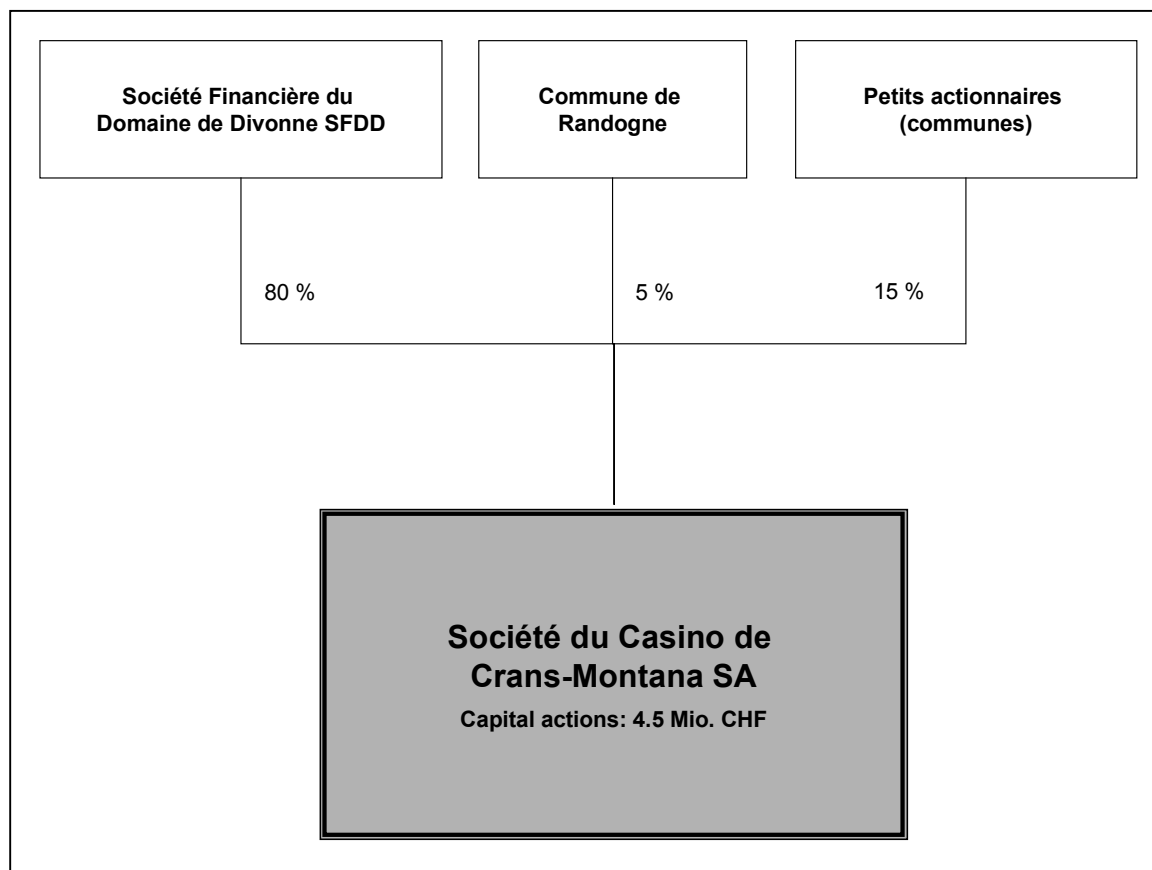 Société Financière du
Domaine de Divonne SFDD
Commune de
Randogne
Petits actionnaires
(communes)
80 %
5 %
15 %
Société du Casino de
Crans-Montana SA
Capital actions: 4.5 Mio. CHF